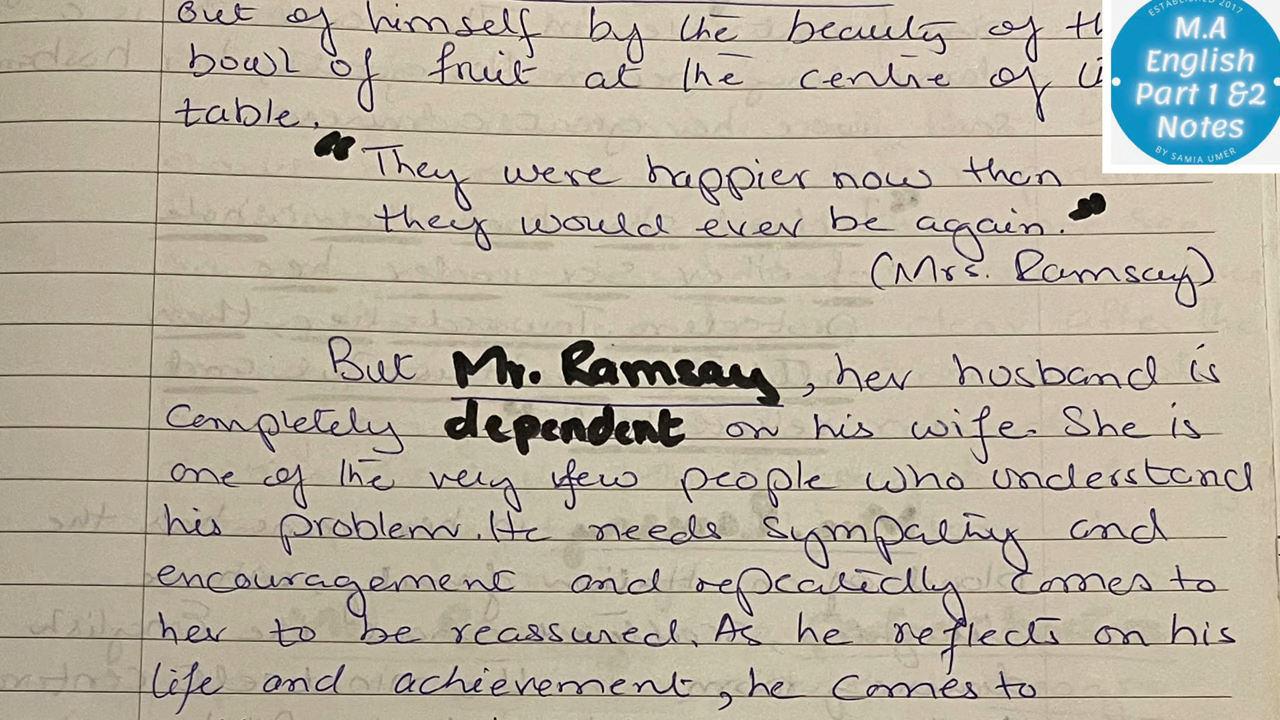 out of himself by the beauty of th
bowl of fruit at the centre of
table.
"They were happier now than
they would ever be again."
(Mrs. Ramsay)
But Mr. Ramsay, her husband is
completely dependent on his wife. She is
one of the very few people who understand
his problem. He needs sympathy and
encouragement and repeatedly comes to
her to be reassured. As he reflects on his
life and achievement, he comes to
ESTABLISHED 2017
M.A
English
Part 1 &2
Notes
BY SAMIA UMER